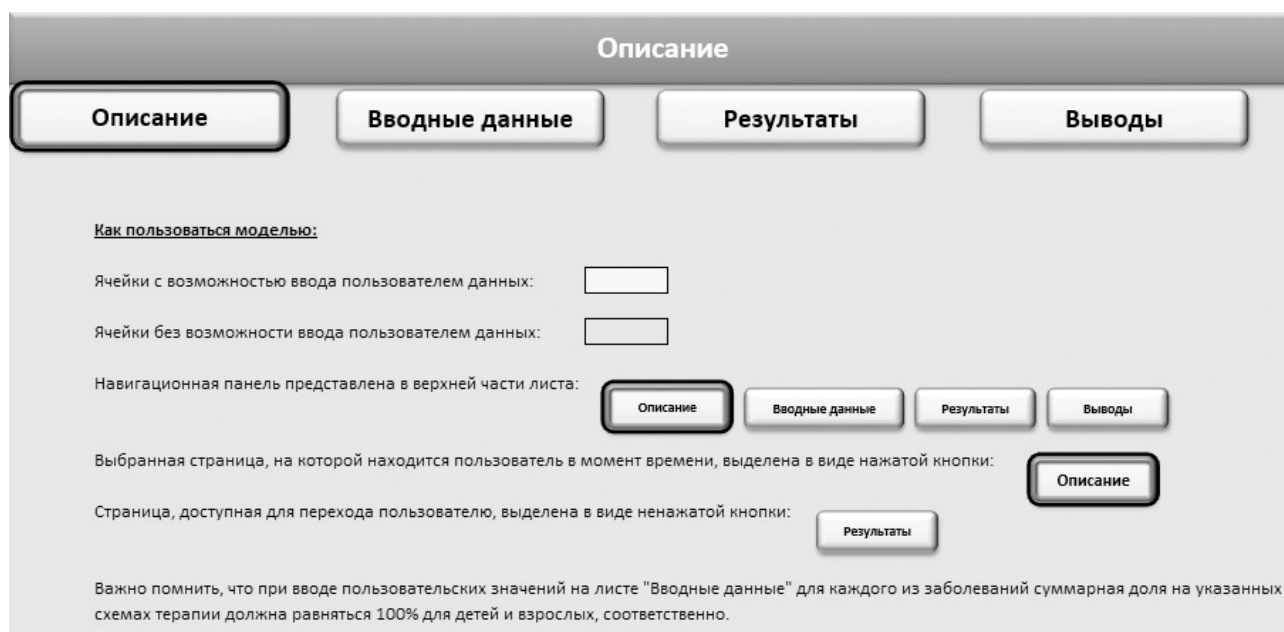 Описание
Описание Вводные данные Результаты Выводы
Как пользоваться моделью:
Ячейки с возможностью ввода пользователем данных:
Ячейки без возможности ввода пользователем данных:
Навигационная панель представлена в верхней части листа:
Описание Вводные данные Результаты Выводы
Выбранная страница, на которой находится пользователь в момент времени, выделена в виде нажатой кнопки:
Описание
Страница, доступная для перехода пользователю, выделена в виде ненажатой кнопки:
Результаты
Важно помнить, что при вводе пользовательских значений на листе "Вводные данные" для каждого из заболеваний суммарная доля на указанных
схемах терапии должна равняться 100% для детей и взрослых, соответственно.